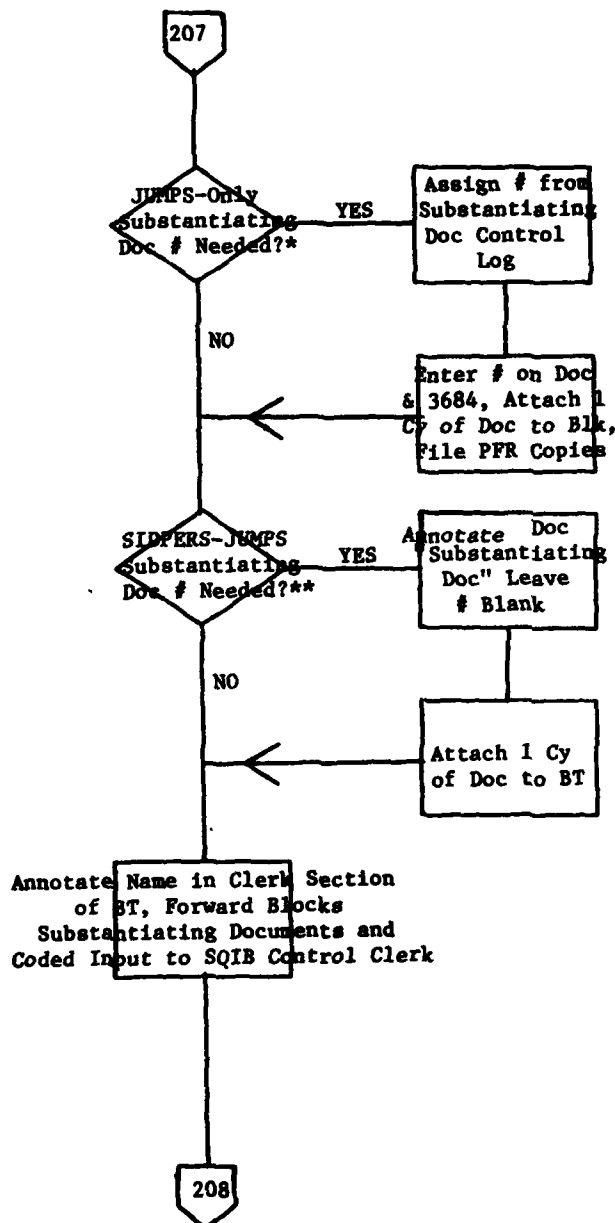 207
JUMPS-Only
Substantiating
Doc # Needed?*
YES
Assign # from
Substantiating
Doc Control
Log
NO
Enter # on Doc
& 3684, Attach 1
Cy of Doc to Blk,
File PFR Copies
SIDPERS-JUMPS
Substantiating
Doc # Needed?**
YES
Annotate Doc
"Substantiating
Doc" Leave
# Blank
NO
Attach 1 Cy
of Doc to BT
Annotate Name in Clerk Section
of BT, Forward Blocks
Substantiating Documents and
Coded Input to SQIB Control Clerk
208